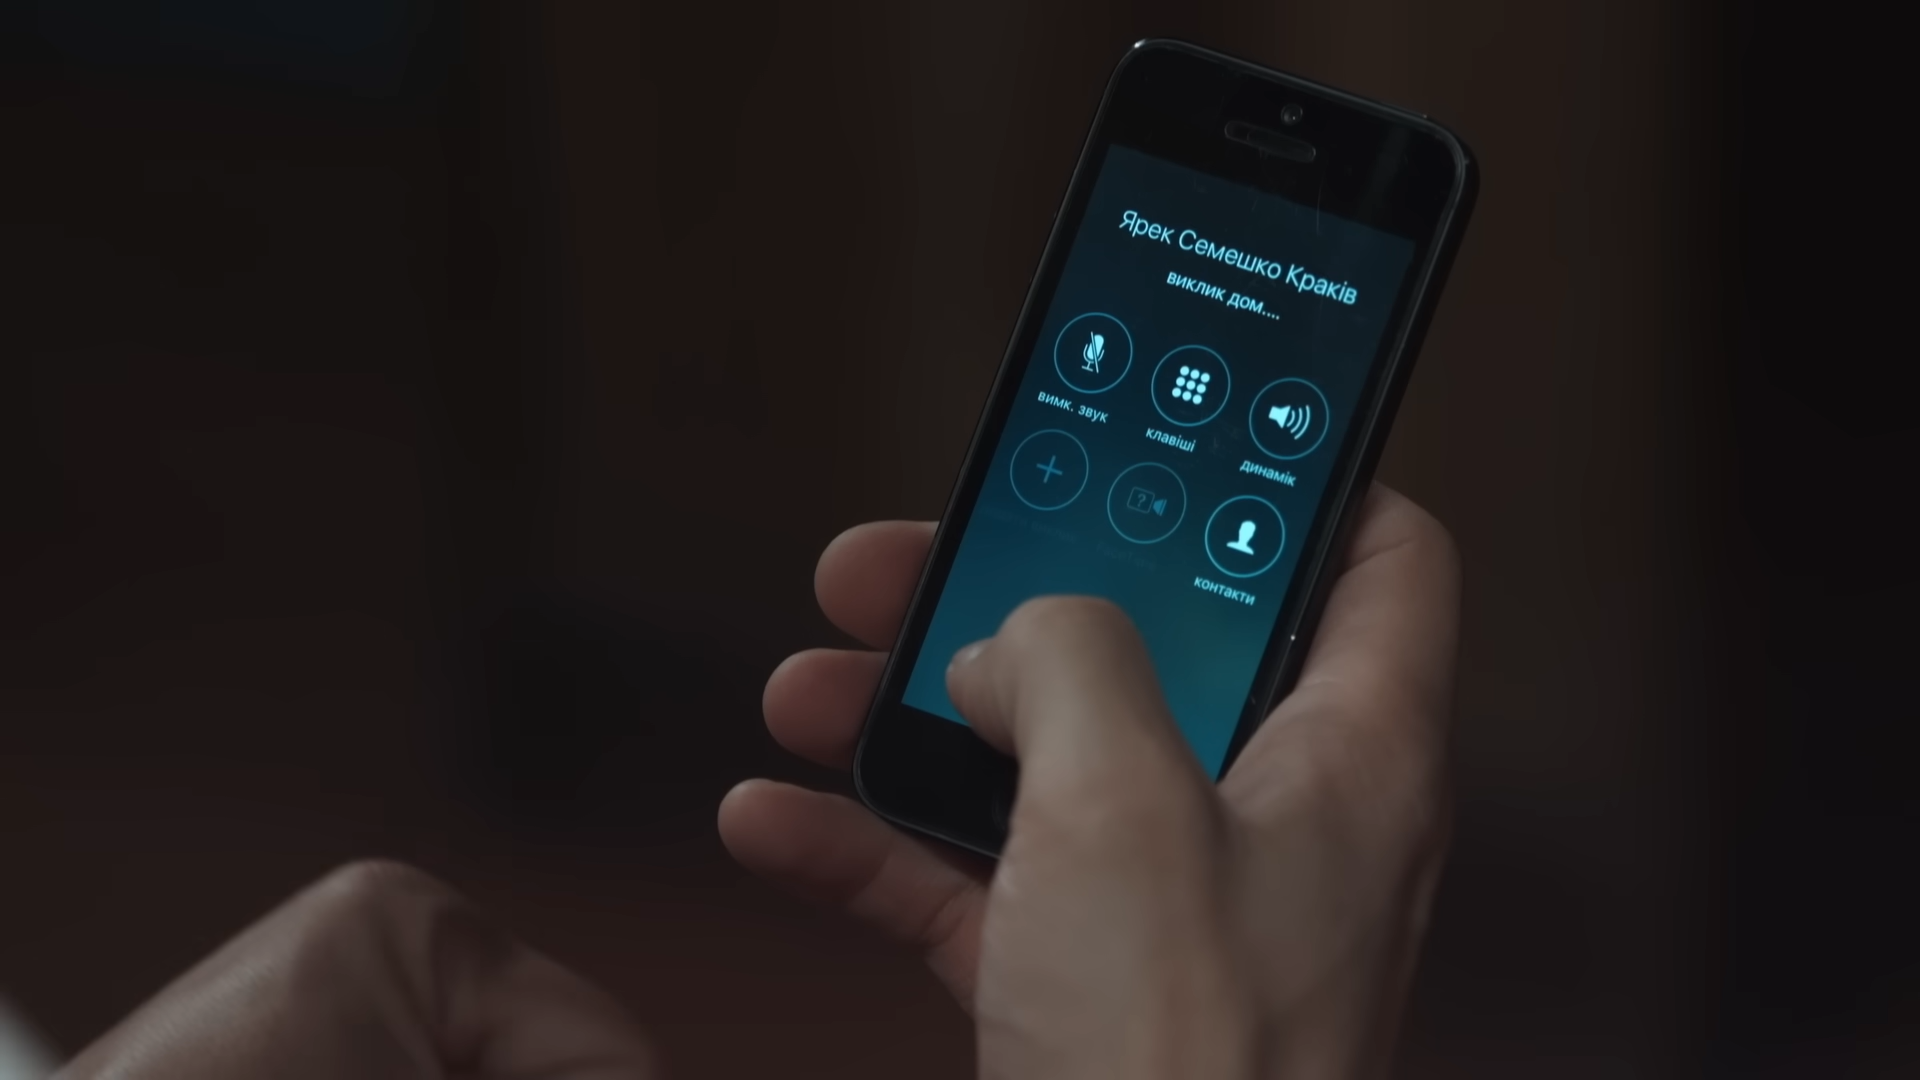 Ярек Семешко Краків
виклик дом....
вимк. звук
клавіші
динамік
контакти